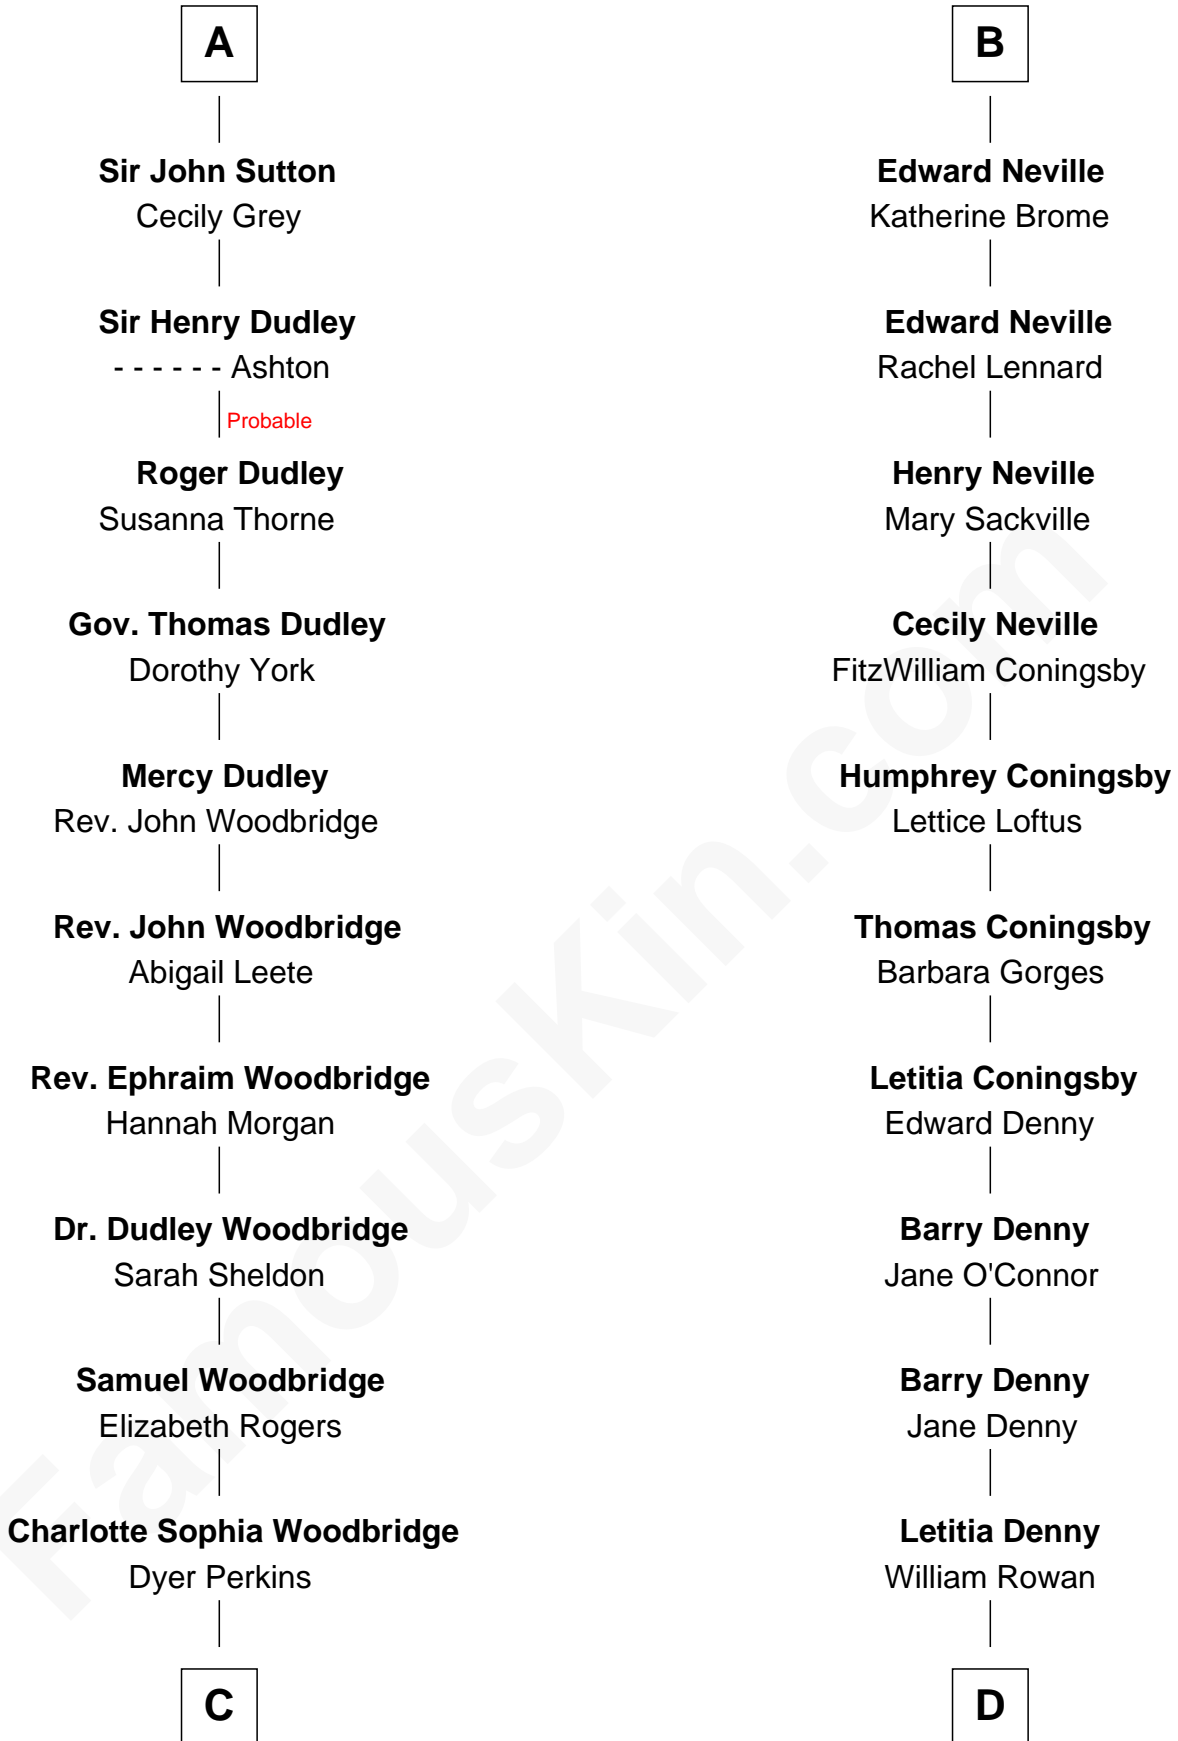 A
Sir John Sutton
Cecily Grey
Sir Henry Dudley
- - - - - - Ashton
Probable
Roger Dudley
Susanna Thorne
Gov. Thomas Dudley
Dorothy York
Mercy Dudley
Rev. John Woodbridge
Rev. John Woodbridge
Abigail Leete
Rev. Ephraim Woodbridge
Hannah Morgan
Dr. Dudley Woodbridge
Sarah Sheldon
Samuel Woodbridge
Elizabeth Rogers
Charlotte Sophia Woodbridge
Dyer Perkins
C
B
Edward Neville
Katherine Brome
Edward Neville
Rachel Lennard
Henry Neville
Mary Sackville
Cecily Neville
FitzWilliam Coningsby
Humphrey Coningsby
Lettice Loftus
Thomas Coningsby
Barbara Gorges
Letitia Coningsby
Edward Denny
Barry Denny
Jane O'Connor
Barry Denny
Jane Denny
Letitia Denny
William Rowan
D
FamousKin.com